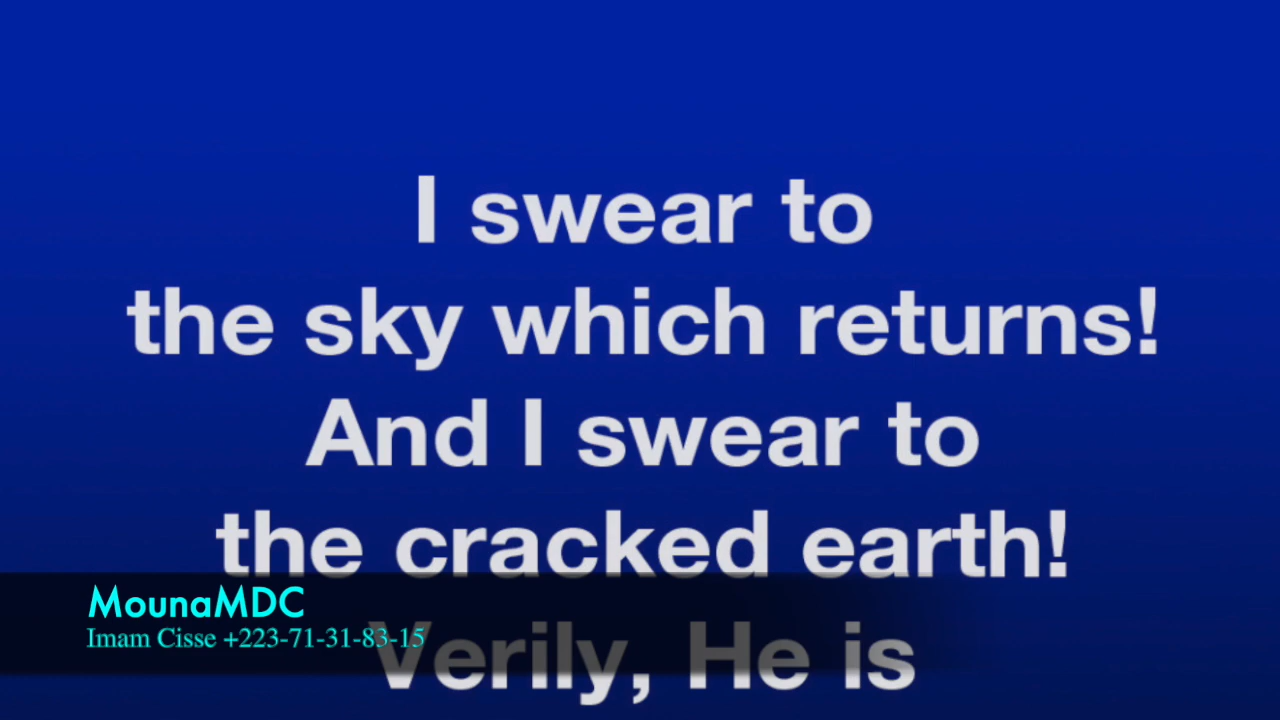 I swear to
the sky which returns!
And I swear to
the cracked earth!
MounaMDC
Imam Cisse +223-71-31-83-15
Verily, He is